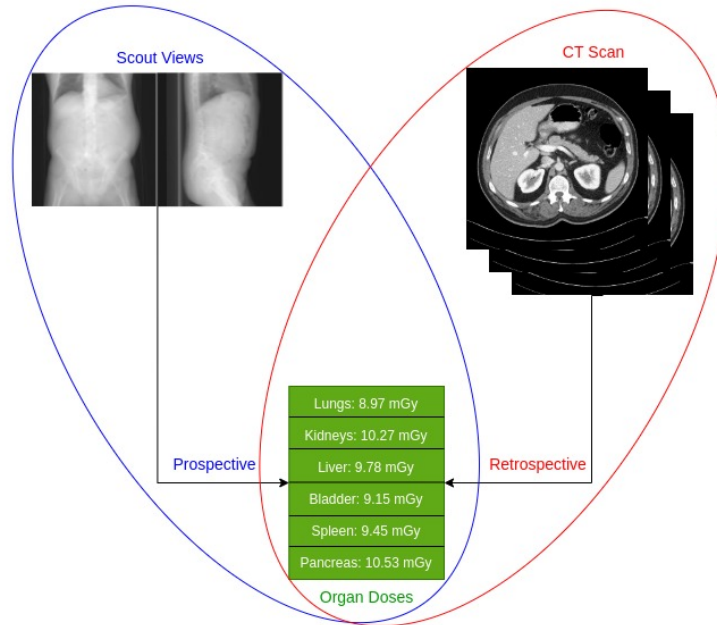 Scout Views
CT Scan
Lungs: 8.97 mGy
Kidneys: 10.27 mGy
Prospective
Liver: 9.78 mGy
Retrospective
Bladder: 9.15 mGy
Spleen: 9.45 mGy
Pancreas: 10.53 mGy
Organ Doses